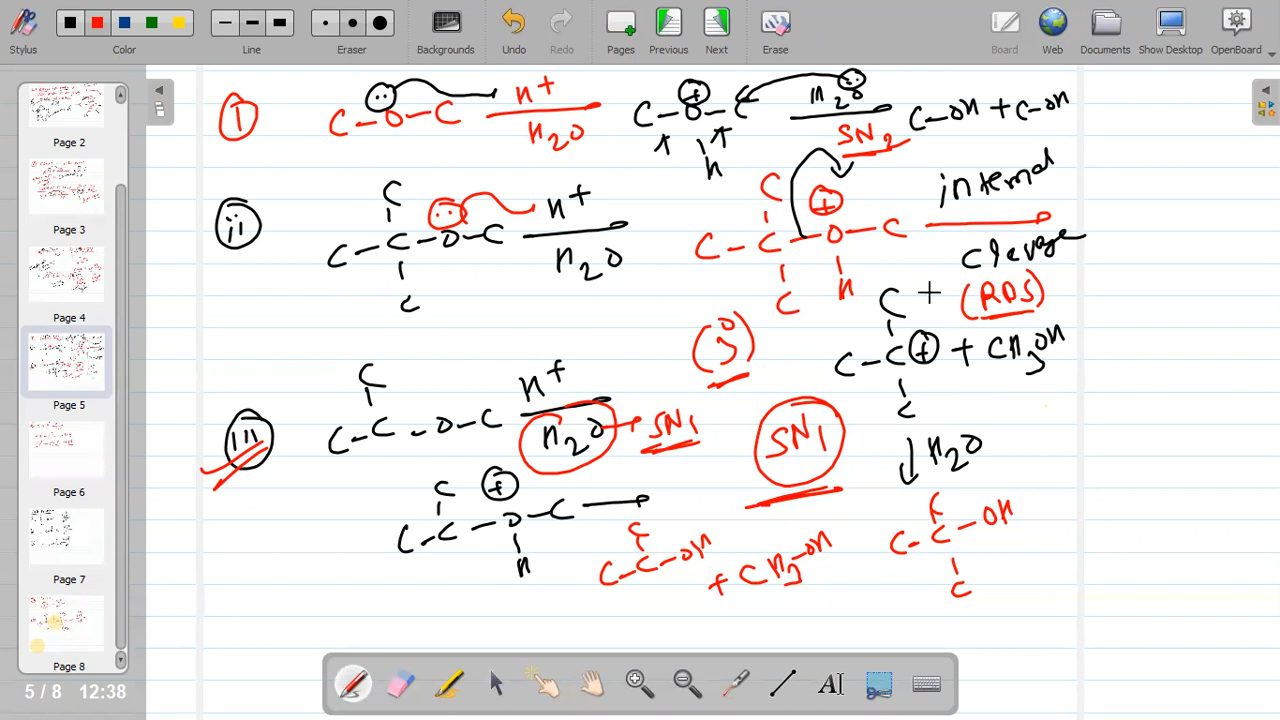 Stylus
Color
Line
Eraser
Backgrounds
Undo
Redo
Pages
Previous
Next
Erase
Board
Web
Documents
Show Desktop
OpenBoard
Page 2
Page 3
Page 4
Page 5
Page 6
Page 7
Page 8
5 / 8 12:38
I
C-O-C H+
H2O
C-O-C
H
⊕
H2O
SN2
C-OH + C-OH
ii
C
C-C-O-C
C
H+
H2O
C
C-C-O-C
C H
⊕
internal
clevage
(RDS)
(3°)
C +
C-C⊕ + CH3OH
C
↓ H2O
C
C-C-OH
C
iii
C
C-C-O-C
H+
H2O → SN1
SN1
C ⊕
C-C-O-C →
H
C
C-C-OH
+ CH3-OH